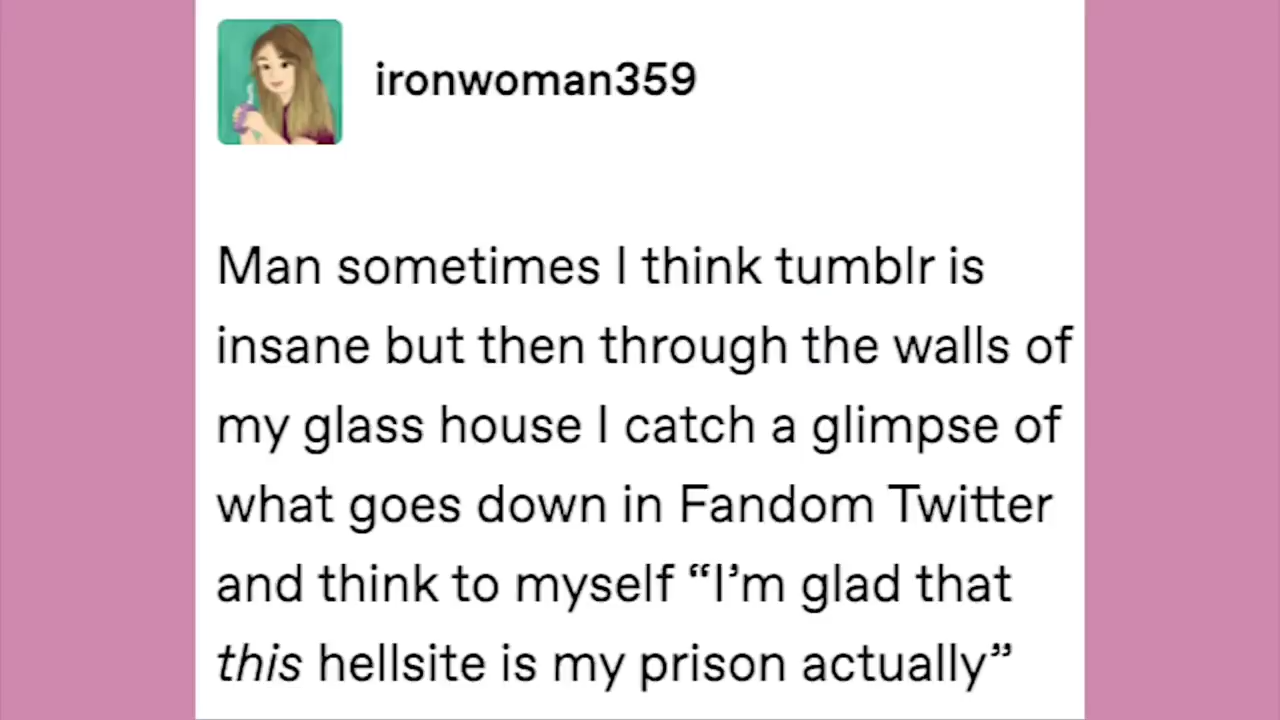 ironwoman359
Man sometimes I think tumblr is
insane but then through the walls of
my glass house I catch a glimpse of
what goes down in Fandom Twitter
and think to myself “I’m glad that
this hellsite is my prison actually”